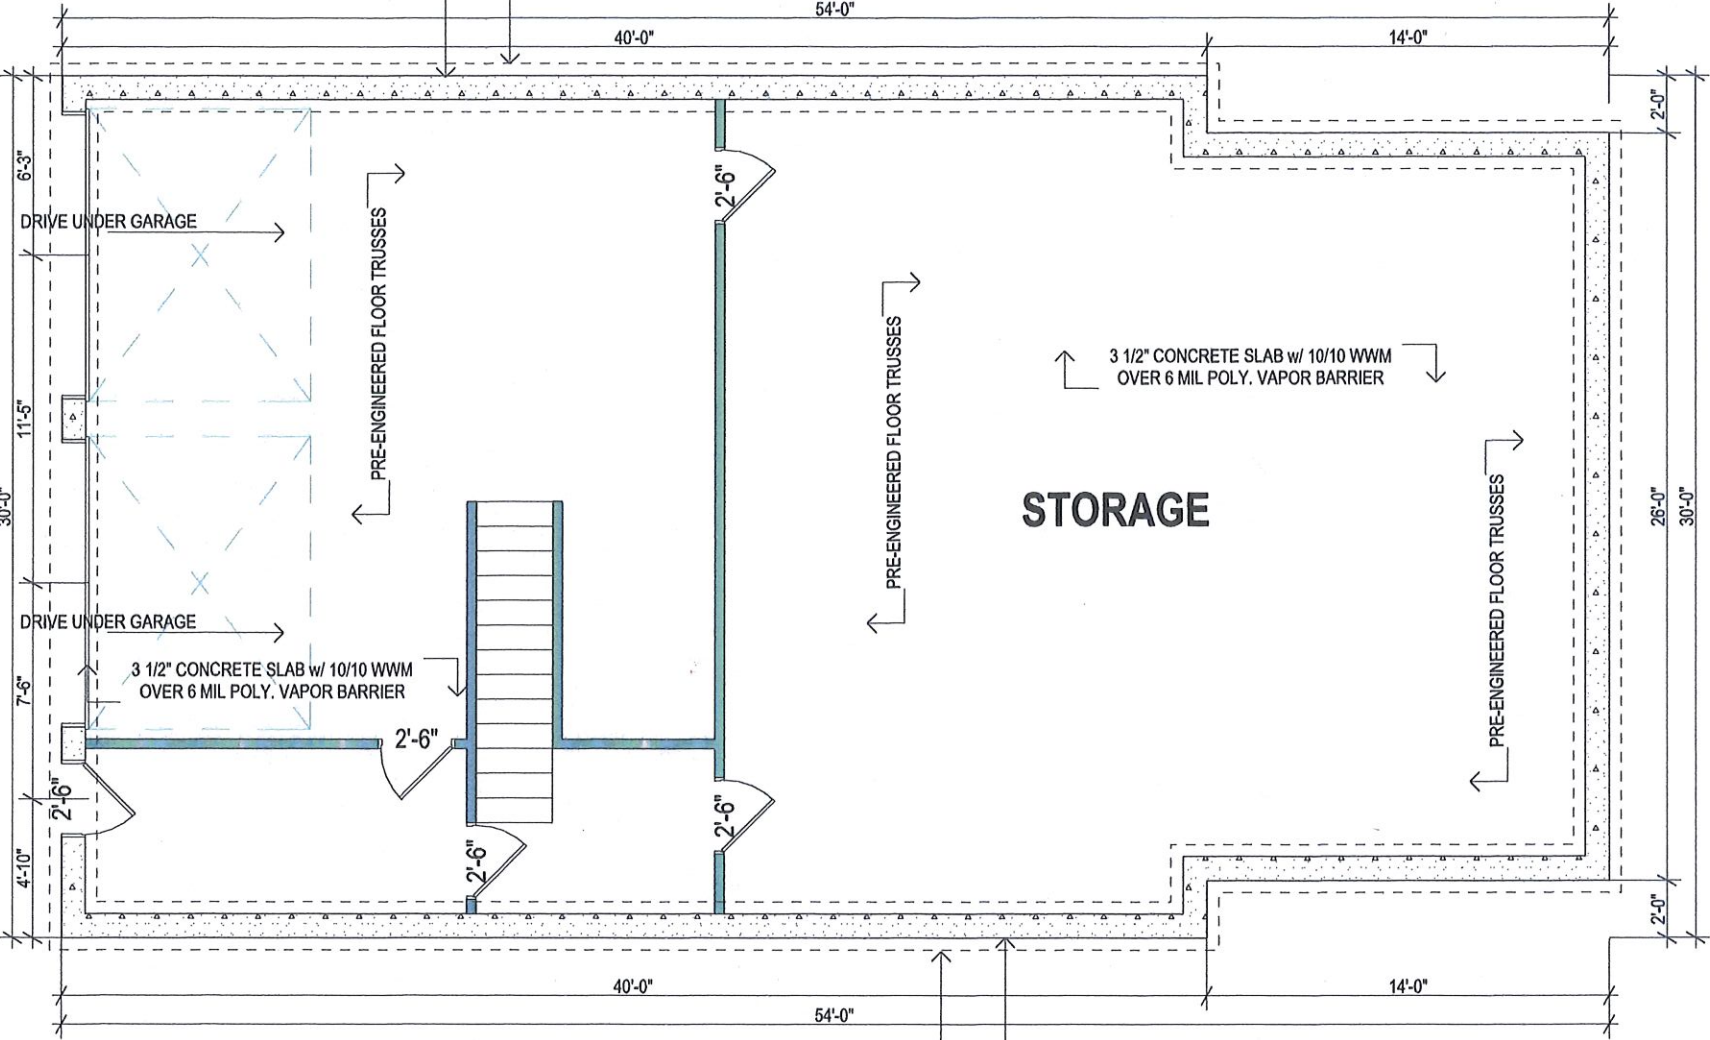 54'-0"
40'-0"
14'-0"
2'-0"
6'-3"
2'-6"
DRIVE UNDER GARAGE
PRE-ENGINEERED FLOOR TRUSSES
PRE-ENGINEERED FLOOR TRUSSES
3 1/2" CONCRETE SLAB w/ 10/10 WWM
OVER 6 MIL POLY. VAPOR BARRIER
11'-5"
30'-0"
STORAGE
PRE-ENGINEERED FLOOR TRUSSES
26'-0"
30'-0"
DRIVE UNDER GARAGE
3 1/2" CONCRETE SLAB w/ 10/10 WWM
OVER 6 MIL POLY. VAPOR BARRIER
7'-6"
2'-6"
2'-6"
2'-6"
2'-6"
4'-10"
2'-0"
40'-0"
14'-0"
54'-0"